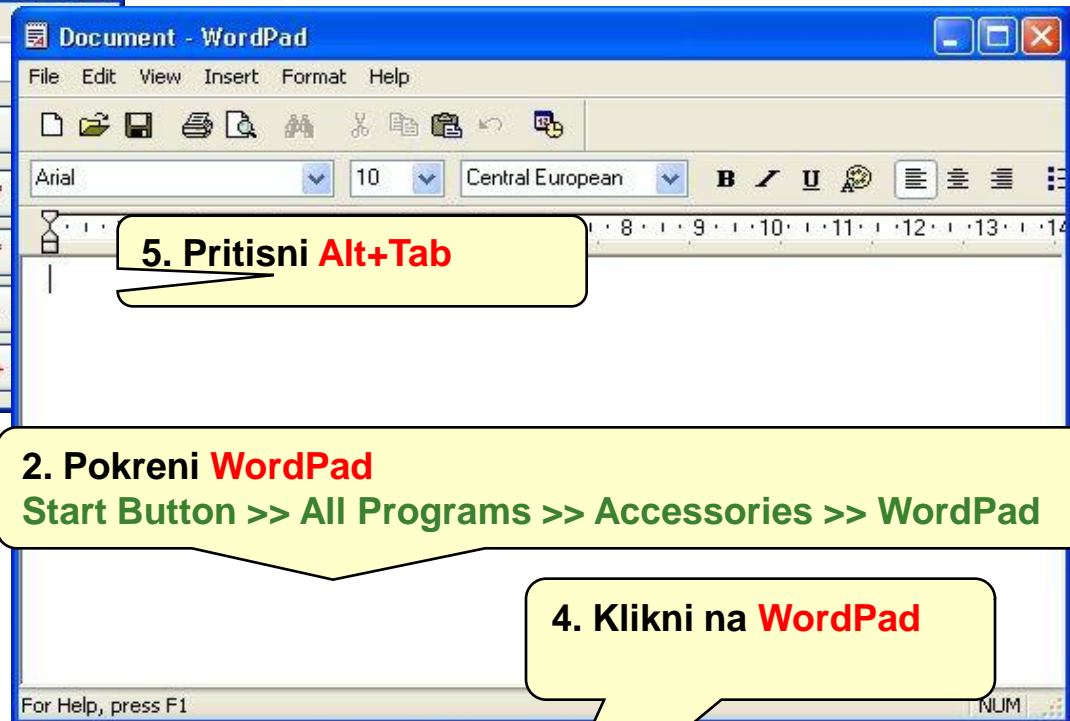 Document - WordPad
File Edit View Insert Format Help
Arial 10 Central European B I U
8 9 10 11 12 13 14
5. Pritisni Alt+Tab
2. Pokreni WordPad
Start Button >> All Programs >> Accessories >> WordPad
4. Klikni na WordPad
For Help, press F1 NUM